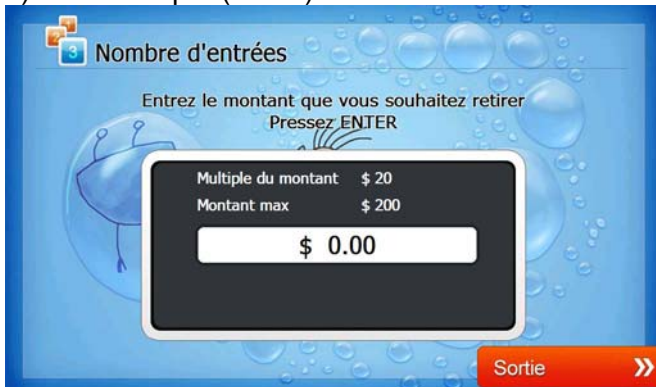 Nombre d'entrées
Entrez le montant que vous souhaitez retirer
Pressez ENTER
Multiple du montant $ 20
Montant max $ 200
$ 0.00
Sortie »